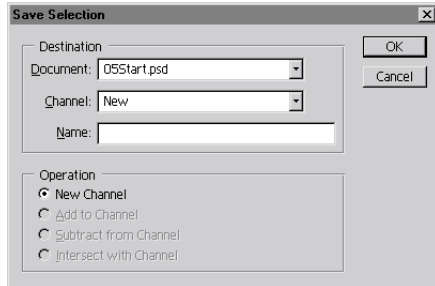 Save Selection
Destination
Document: 05Start.psd
Channel: New
Name:
Operation
New Channel
Add to Channel
Subtract from Channel
Intersect with Channel
OK
Cancel